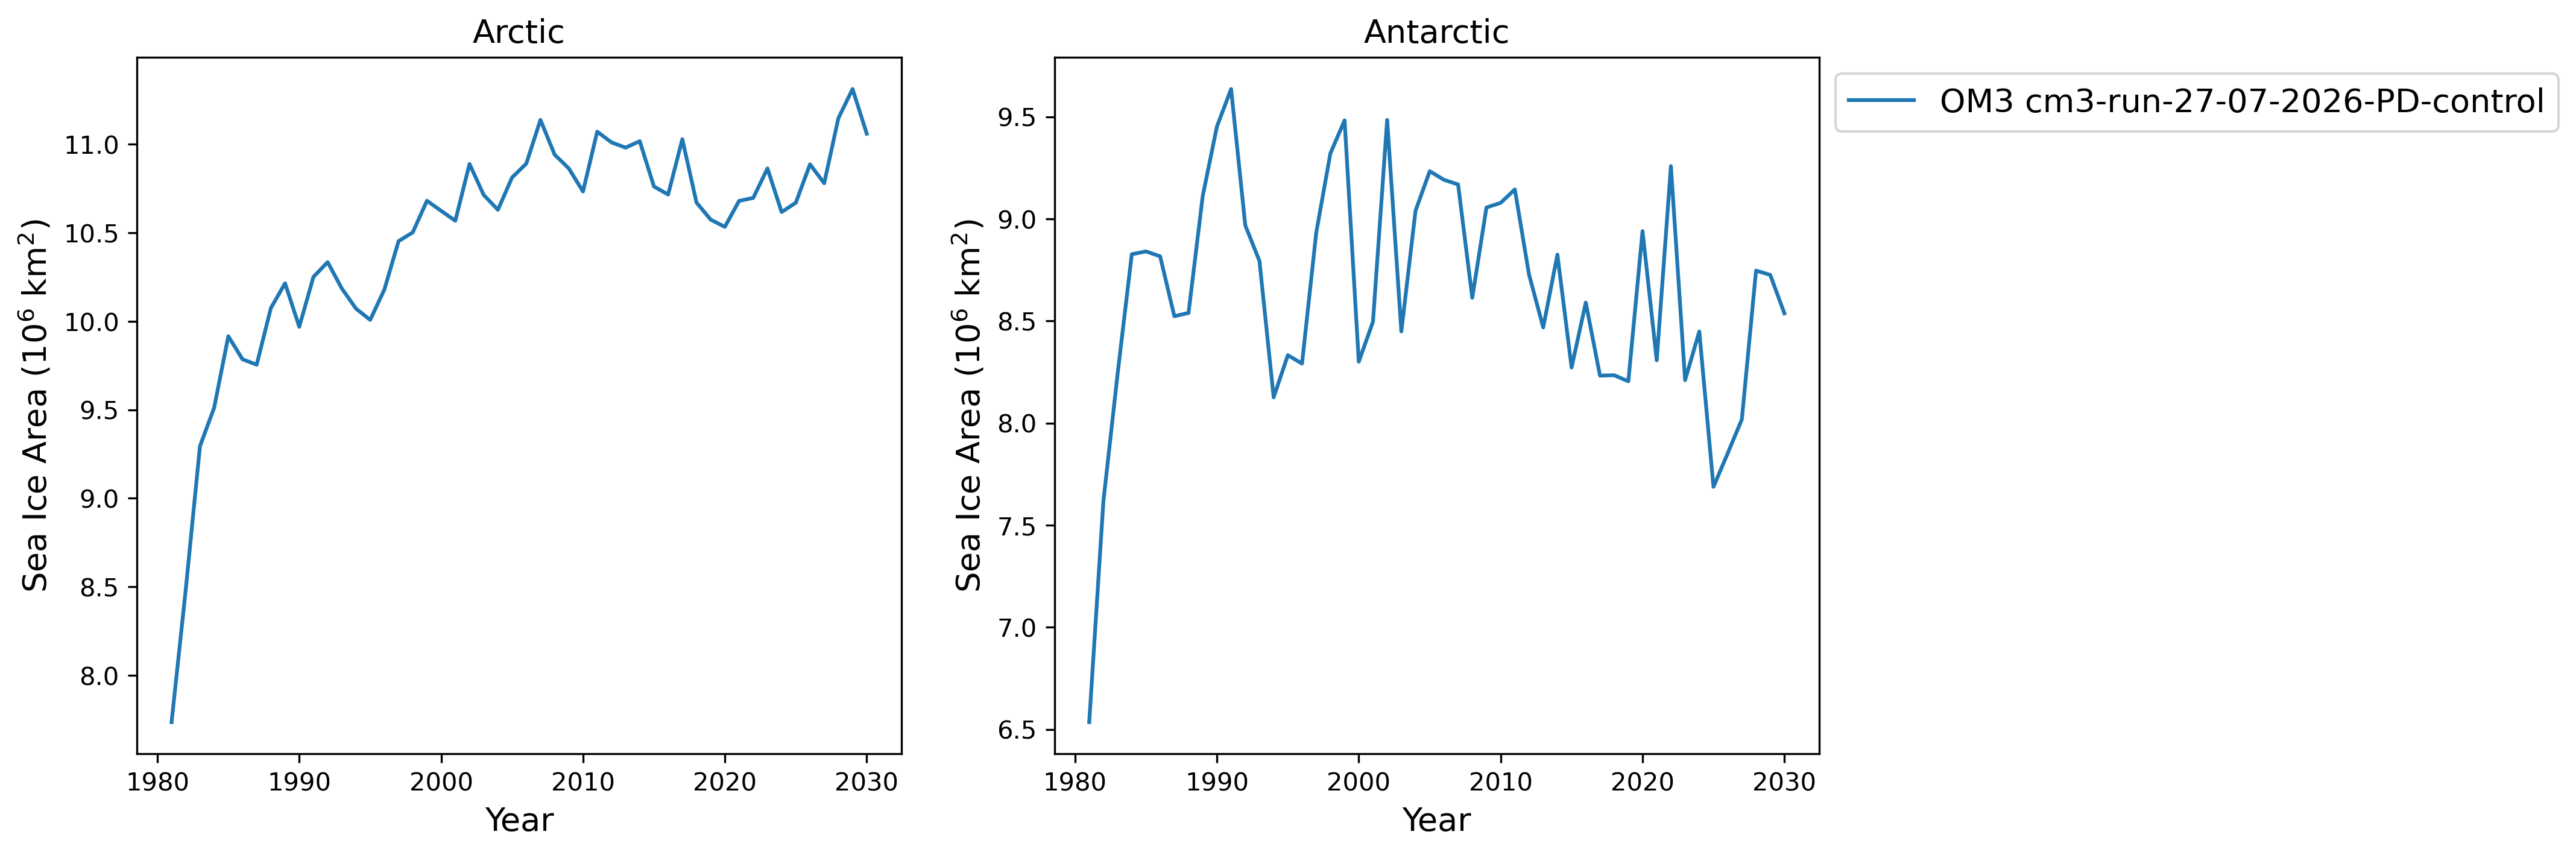 Arctic
Antarctic
OM3 cm3-run-27-07-2026-PD-control
Sea Ice Area (10⁶ km²)
11.0
10.5
10.0
9.5
9.0
8.5
8.0
1980 1990 2000 2010 2020 2030
Year
Sea Ice Area (10⁶ km²)
9.5
9.0
8.5
8.0
7.5
7.0
6.5
1980 1990 2000 2010 2020 2030
Year